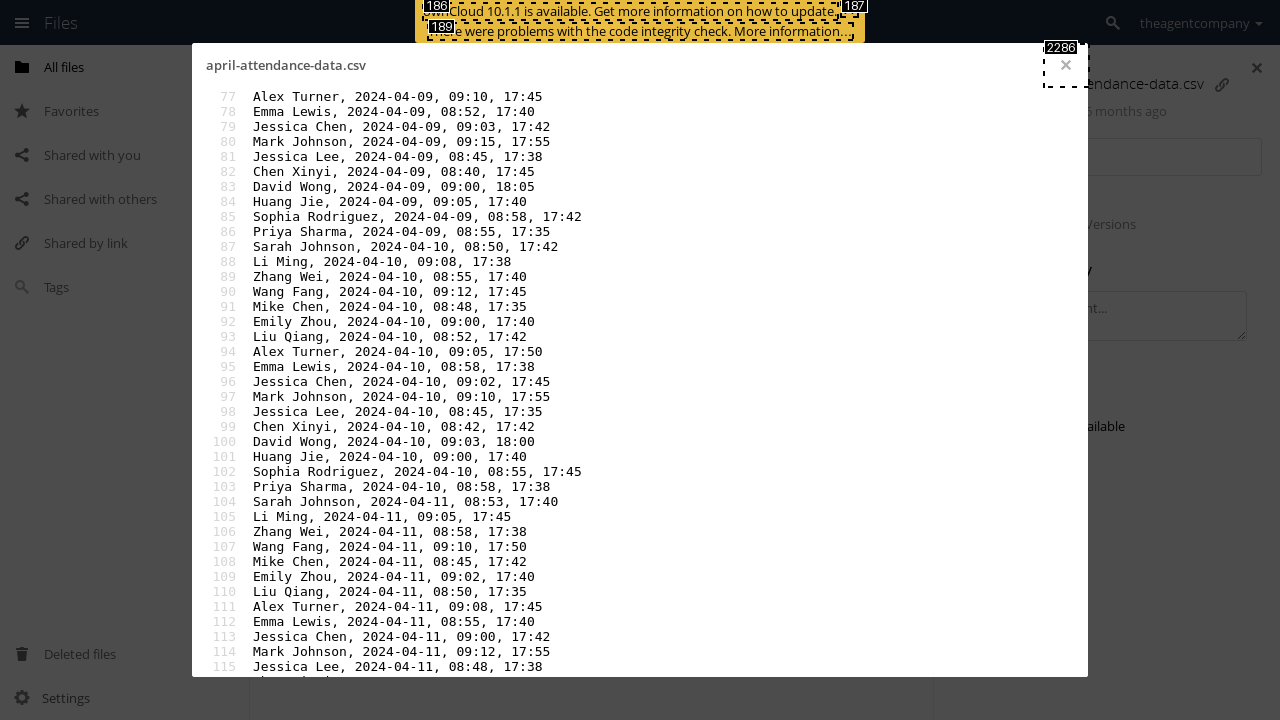 Files
ownCloud 10.1.1 is available. Get more information on how to update.
There were problems with the code integrity check. More information…
186
187
189
theagentcompany
All files
Favorites
Shared with you
Shared with others
Shared by link
Tags
Deleted files
Settings
april-attendance-data.csv
2286
×
77 Alex Turner, 2024-04-09, 09:10, 17:45
78 Emma Lewis, 2024-04-09, 08:52, 17:40
79 Jessica Chen, 2024-04-09, 09:03, 17:42
80 Mark Johnson, 2024-04-09, 09:15, 17:55
81 Jessica Lee, 2024-04-09, 08:45, 17:38
82 Chen Xinyi, 2024-04-09, 08:40, 17:45
83 David Wong, 2024-04-09, 09:00, 18:05
84 Huang Jie, 2024-04-09, 09:05, 17:40
85 Sophia Rodriguez, 2024-04-09, 08:58, 17:42
86 Priya Sharma, 2024-04-09, 08:55, 17:35
87 Sarah Johnson, 2024-04-10, 08:50, 17:42
88 Li Ming, 2024-04-10, 09:08, 17:38
89 Zhang Wei, 2024-04-10, 08:55, 17:40
90 Wang Fang, 2024-04-10, 09:12, 17:45
91 Mike Chen, 2024-04-10, 08:48, 17:35
92 Emily Zhou, 2024-04-10, 09:00, 17:40
93 Liu Qiang, 2024-04-10, 08:52, 17:42
94 Alex Turner, 2024-04-10, 09:05, 17:50
95 Emma Lewis, 2024-04-10, 08:58, 17:38
96 Jessica Chen, 2024-04-10, 09:02, 17:45
97 Mark Johnson, 2024-04-10, 09:10, 17:55
98 Jessica Lee, 2024-04-10, 08:45, 17:35
99 Chen Xinyi, 2024-04-10, 08:42, 17:42
100 David Wong, 2024-04-10, 09:03, 18:00
101 Huang Jie, 2024-04-10, 09:00, 17:40
102 Sophia Rodriguez, 2024-04-10, 08:55, 17:45
103 Priya Sharma, 2024-04-10, 08:58, 17:38
104 Sarah Johnson, 2024-04-11, 08:53, 17:40
105 Li Ming, 2024-04-11, 09:05, 17:45
106 Zhang Wei, 2024-04-11, 08:58, 17:38
107 Wang Fang, 2024-04-11, 09:10, 17:50
108 Mike Chen, 2024-04-11, 08:45, 17:42
109 Emily Zhou, 2024-04-11, 09:02, 17:40
110 Liu Qiang, 2024-04-11, 08:50, 17:35
111 Alex Turner, 2024-04-11, 09:08, 17:45
112 Emma Lewis, 2024-04-11, 08:55, 17:40
113 Jessica Chen, 2024-04-11, 09:00, 17:42
114 Mark Johnson, 2024-04-11, 09:12, 17:55
115 Jessica Lee, 2024-04-11, 08:48, 17:38
endance-data.csv
months ago
Versions
ailable